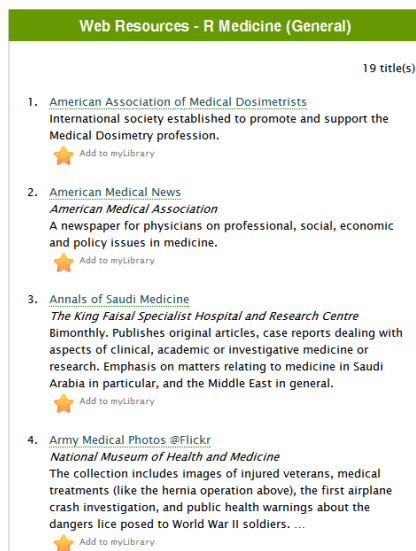 Web Resources - R Medicine (General)
19 title(s)
1. American Association of Medical Dosimetrists
International society established to promote and support the
Medical Dosimetry profession.
Add to myLibrary
2. American Medical News
American Medical Association
A newspaper for physicians on professional, social, economic
and policy issues in medicine.
Add to myLibrary
3. Annals of Saudi Medicine
The King Faisal Specialist Hospital and Research Centre
Bimonthly. Publishes original articles, case reports dealing with
aspects of clinical, academic or investigative medicine or
research. Emphasis on matters relating to medicine in Saudi
Arabia in particular, and the Middle East in general.
Add to myLibrary
4. Army Medical Photos @Flickr
National Museum of Health and Medicine
The collection includes images of injured veterans, medical
treatments (like the hernia operation above), the first airplane
crash investigation, and public health warnings about the
dangers lice posed to World War II soldiers. ...
Add to myLibrary